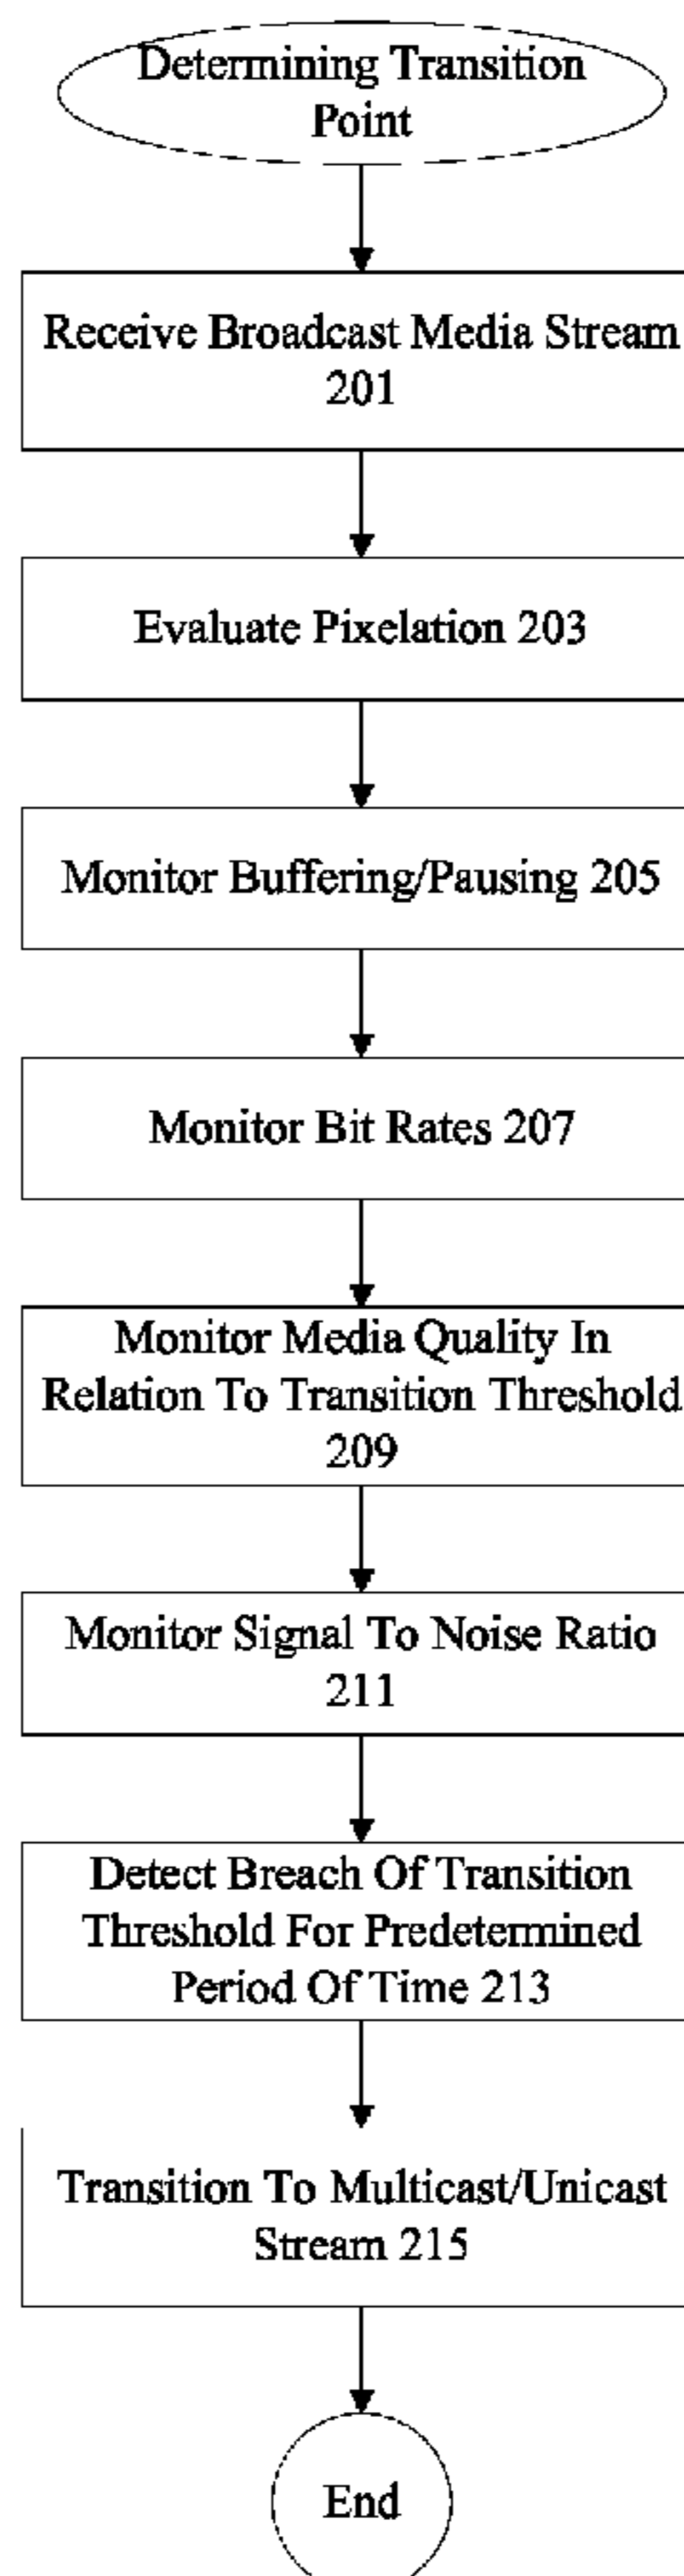 Determining Transition
Point
Receive Broadcast Media Stream
201
Evaluate Pixelation 203
Monitor Buffering/Pausing 205
Monitor Bit Rates 207
Monitor Media Quality In
Relation To Transition Threshold
209
Monitor Signal To Noise Ratio
211
Detect Breach Of Transition
Threshold For Predetermined
Period Of Time 213
Transition To Multicast/Unicast
Stream 215
End